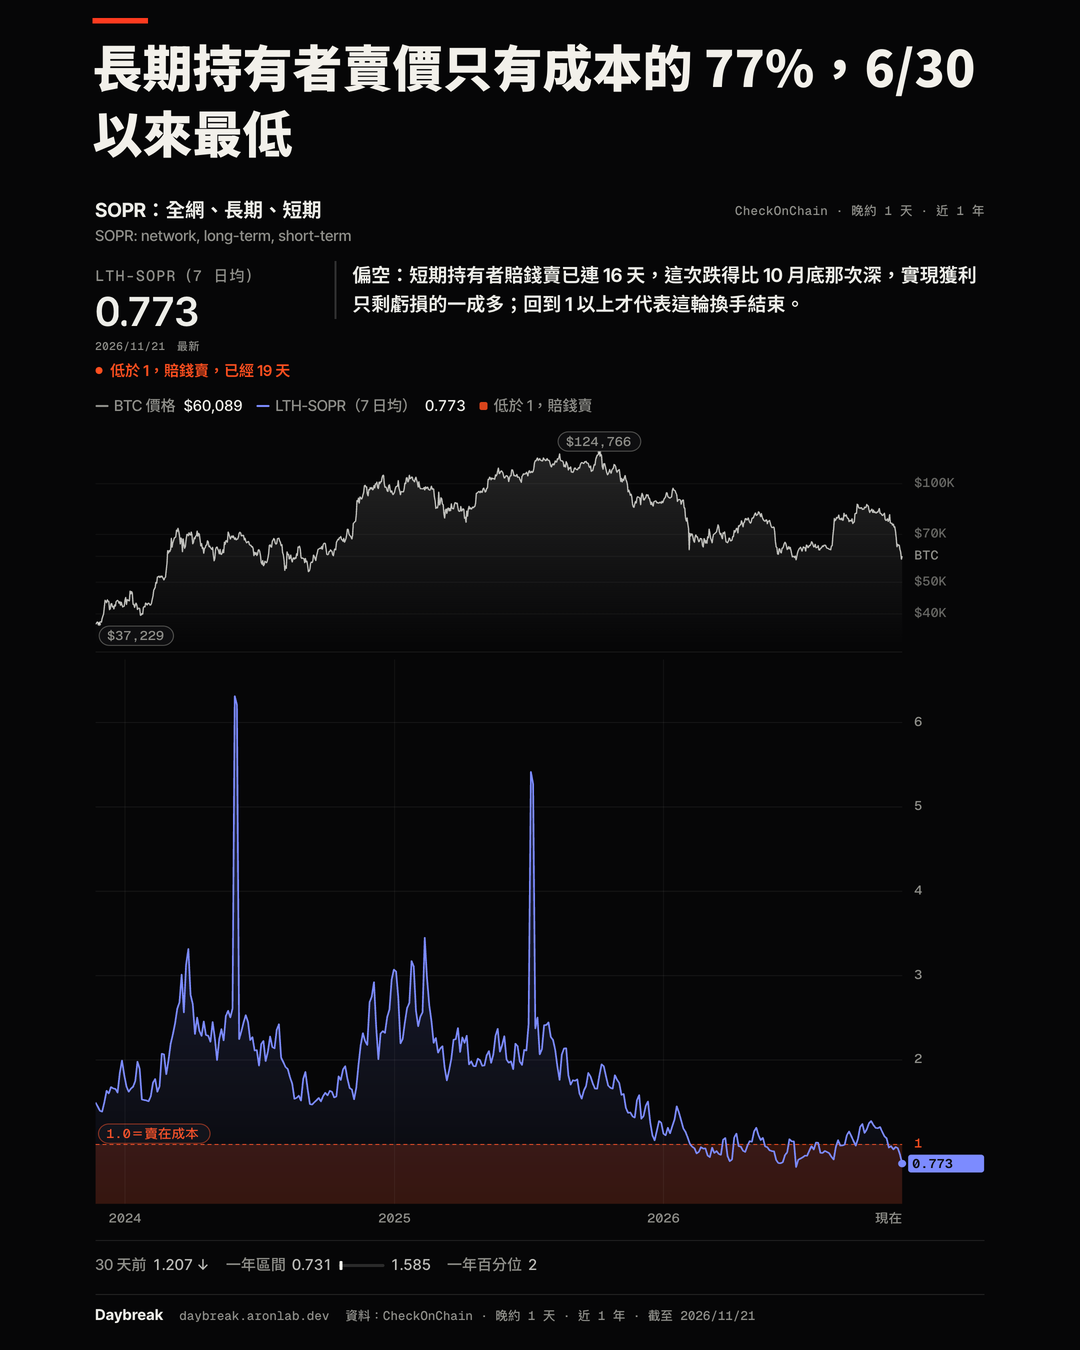 長期持有者賣價只有成本的 77%，6/30
以來最低
SOPR：全網、長期、短期
CheckOnChain · 晚約 1 天 · 近 1 年
SOPR: network, long-term, short-term
LTH-SOPR (7 日均)
0.773
2026/11/21 最新
低於 1，賠錢賣，已經 19 天
偏空：短期持有者賠錢賣已連 16 天，這次跌得比 10 月底那次深，實現獲利
只剩虧損的一成多；回到 1 以上才代表這輪換手結束。
BTC 價格 $60,089 LTH-SOPR（7 日均） 0.773 低於 1，賠錢賣
$124,766
$100K
$70K
BTC
$50K
$40K
$37,229
6
5
4
3
2
1.0＝賣在成本
1
0.773
2024 2025 2026 現在
30 天前 1.207 ↓ 一年區間 0.731 1.585 一年百分位 2
Daybreak daybreak.aronlab.dev 資料：CheckOnChain · 晚約 1 天 · 近 1 年 · 截至 2026/11/21